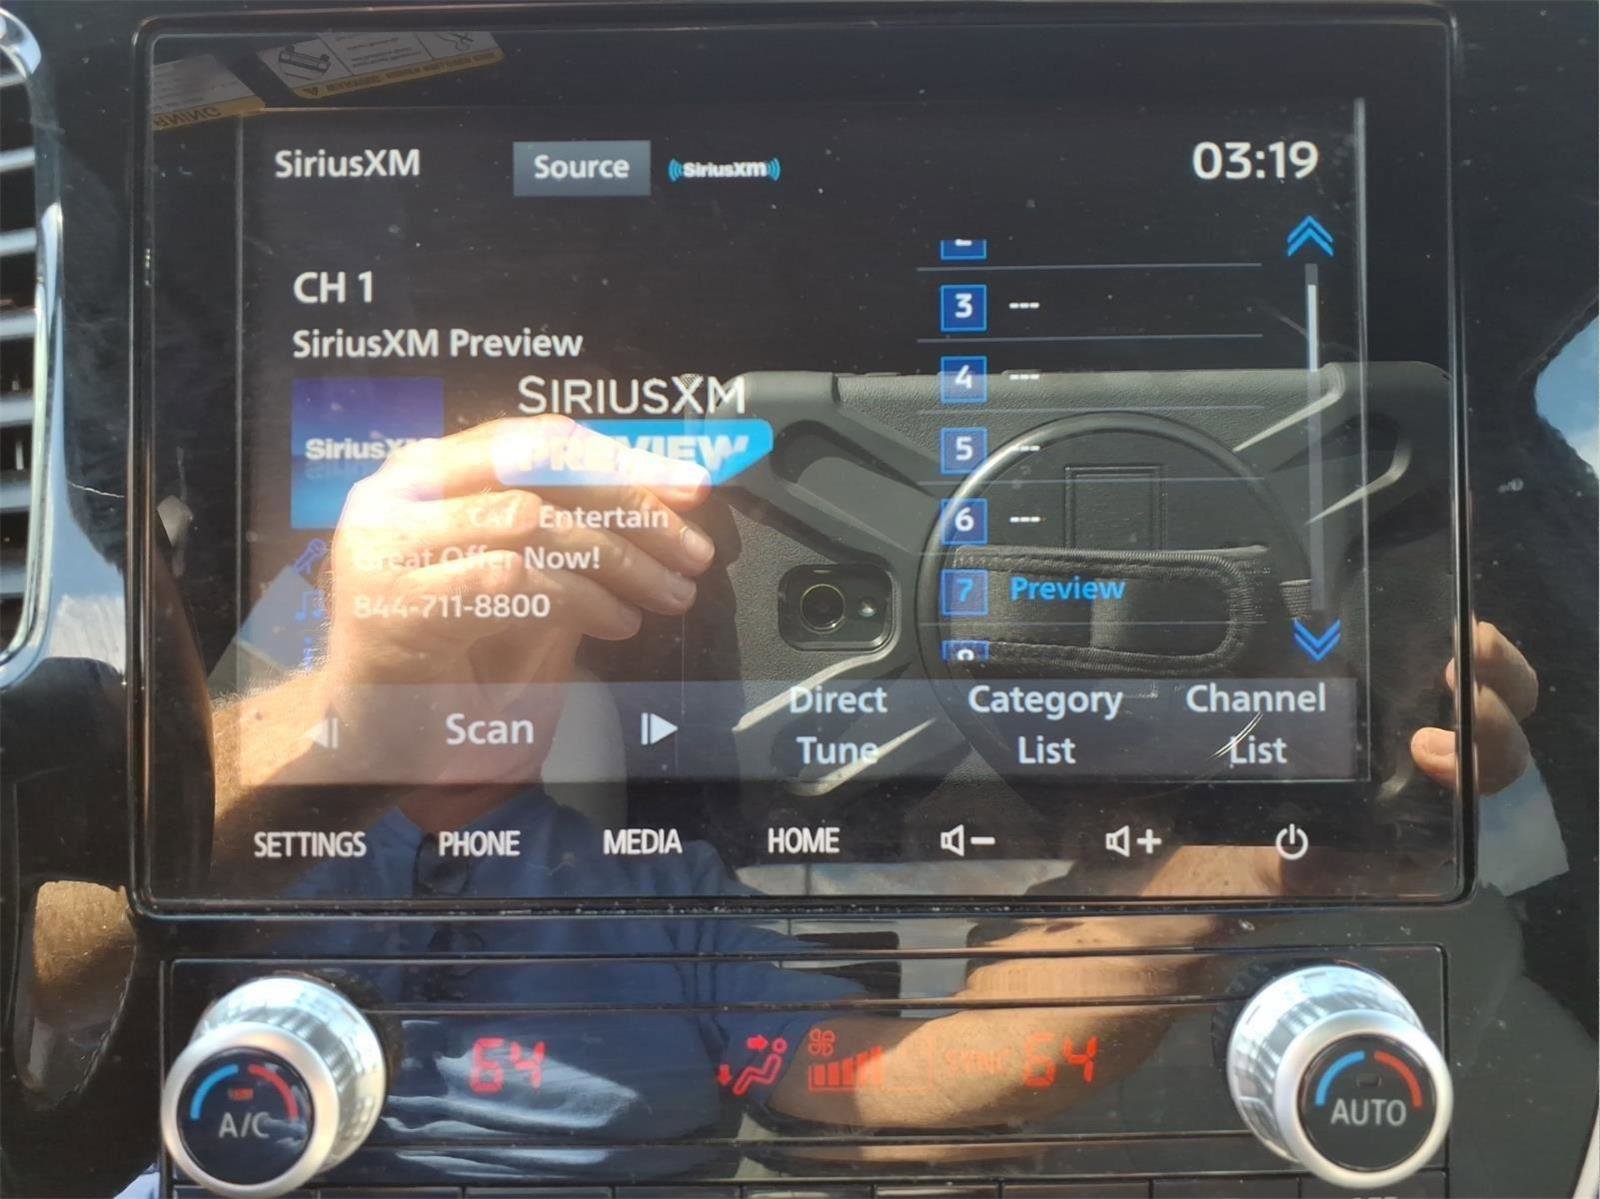 SiriusXM
Source
SiriusXM
03:19
CH 1
SiriusXM Preview
SiriusXM
SIRIUSXM
PREVIEW
Entertain
Great Offer Now!
844-711-8800
3 ---
4 ---
5 ---
6 ---
7 Preview
Scan
Direct Tune
Category List
Channel List
SETTINGS
PHONE
MEDIA
HOME
64
SYNC
64
A/C
AUTO